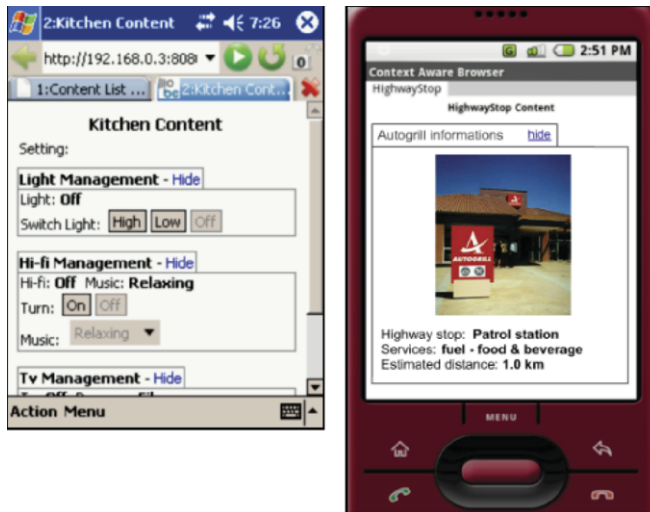 2:Kitchen Content 7:26
http://192.168.0.3:808
1:Content List ... 2:Kitchen Cont...
Kitchen Content
Setting:
Light Management - Hide
Light: Off
Switch Light: High Low Off
Hi-fi Management - Hide
Hi-fi: Off Music: Relaxing
Turn: On Off
Music: Relaxing
Tv Management - Hide
Action Menu
G 2:51 PM
Context Aware Browser
HighwayStop
HighwayStop Content
Autogrill informations hide
A
AUTOGRILL
Highway stop: Patrol station
Services: fuel - food & beverage
Estimated distance: 1.0 km
MENU